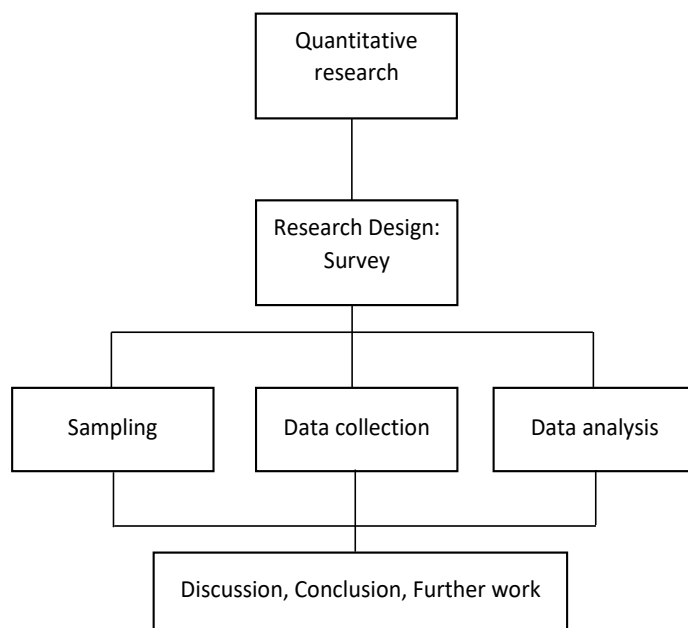 Quantitative
research
Research Design:
Survey
Sampling
Data collection
Data analysis
Discussion, Conclusion, Further work